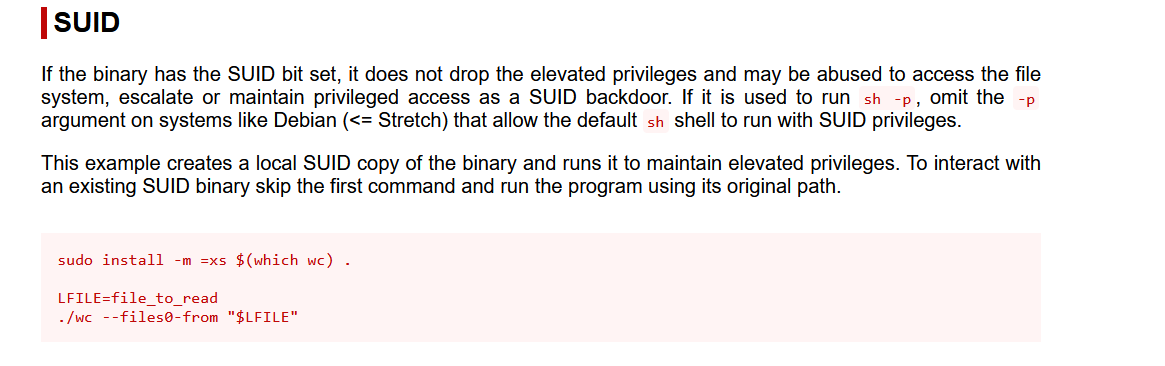 SUID
If the binary has the SUID bit set, it does not drop the elevated privileges and may be abused to access the file
system, escalate or maintain privileged access as a SUID backdoor. If it is used to run sh -p, omit the -p
argument on systems like Debian (<= Stretch) that allow the default sh shell to run with SUID privileges.
This example creates a local SUID copy of the binary and runs it to maintain elevated privileges. To interact with
an existing SUID binary skip the first command and run the program using its original path.
sudo install -m =xs $(which wc) .
LFILE=file_to_read
./wc --files0-from "$LFILE"